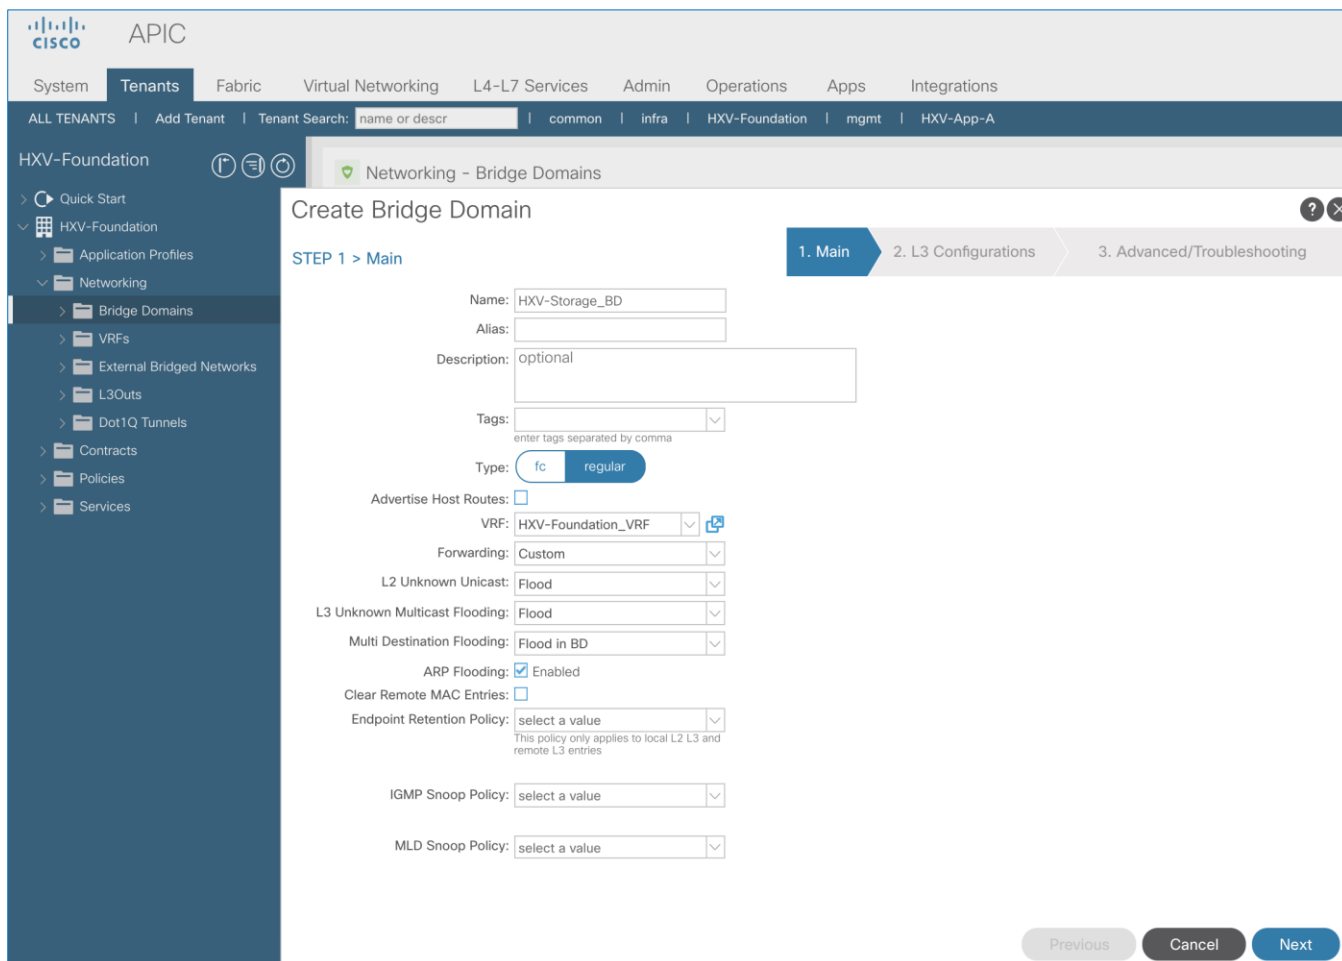 cisco APIC
System Tenants Fabric Virtual Networking L4-L7 Services Admin Operations Apps Integrations
ALL TENANTS | Add Tenant | Tenant Search: name or descr | common | infra | HXV-Foundation | mgmt | HXV-App-A
HXV-Foundation
Quick Start
HXV-Foundation
Application Profiles
Networking
Bridge Domains
VRFs
External Bridged Networks
L3Outs
Dot1Q Tunnels
Contracts
Policies
Services
Networking - Bridge Domains
Create Bridge Domain
STEP 1 > Main
1. Main 2. L3 Configurations 3. Advanced/Troubleshooting
Name: HXV-Storage_BD
Alias:
Description: optional
Tags:
enter tags separated by comma
Type: fc regular
Advertise Host Routes:
VRF: HXV-Foundation_VRF
Forwarding: Custom
L2 Unknown Unicast: Flood
L3 Unknown Multicast Flooding: Flood
Multi Destination Flooding: Flood in BD
ARP Flooding: Enabled
Clear Remote MAC Entries:
Endpoint Retention Policy: select a value
This policy only applies to local L2 L3 and
remote L3 entries
IGMP Snoop Policy: select a value
MLD Snoop Policy: select a value
Previous Cancel Next